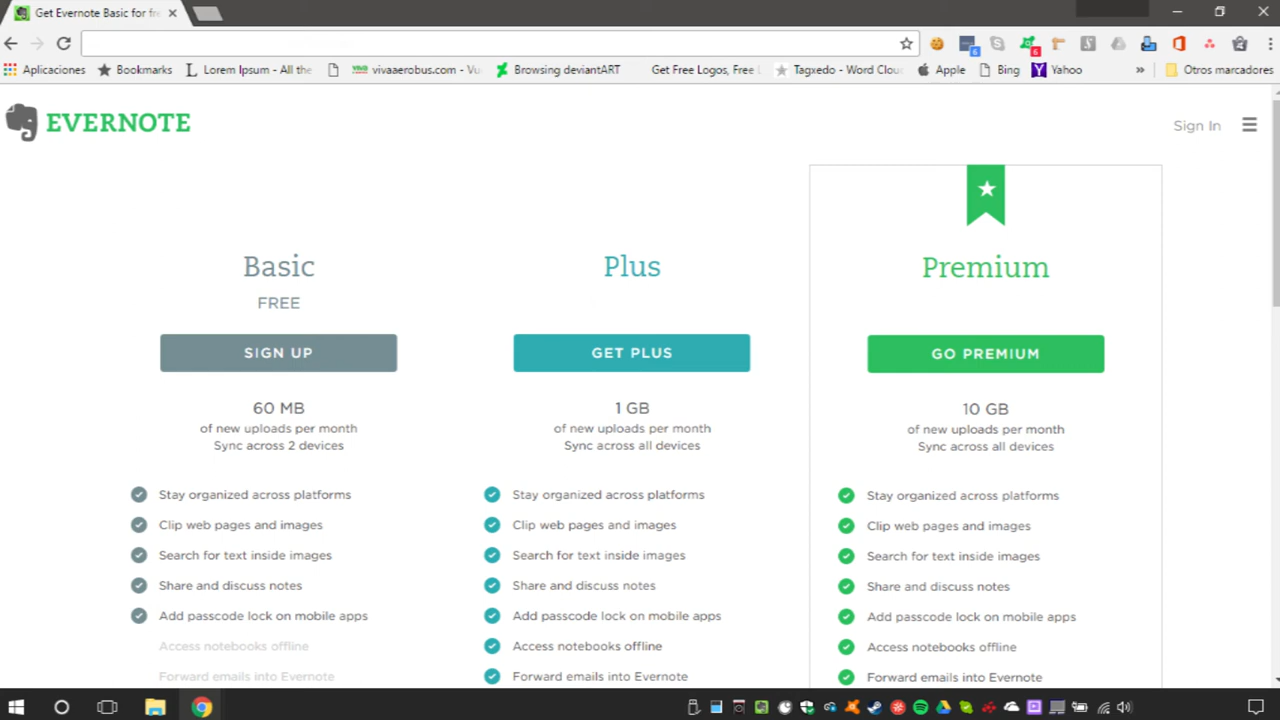 Get Evernote Basic for fre
Aplicaciones
Bookmarks
Lorem Ipsum - All the
vivaaerobus.com - Vu
Browsing deviantART
Get Free Logos, Free L
Tagxedo - Word Clou
Apple
Bing
Yahoo
»
Otros marcadores
6
6
EVERNOTE
Sign In
Basic
FREE
SIGN UP
60 MB
of new uploads per month
Sync across 2 devices
Stay organized across platforms
Clip web pages and images
Search for text inside images
Share and discuss notes
Add passcode lock on mobile apps
Access notebooks offline
Forward emails into Evernote
Plus
GET PLUS
1 GB
of new uploads per month
Sync across all devices
Stay organized across platforms
Clip web pages and images
Search for text inside images
Share and discuss notes
Add passcode lock on mobile apps
Access notebooks offline
Forward emails into Evernote
Premium
GO PREMIUM
10 GB
of new uploads per month
Sync across all devices
Stay organized across platforms
Clip web pages and images
Search for text inside images
Share and discuss notes
Add passcode lock on mobile apps
Access notebooks offline
Forward emails into Evernote